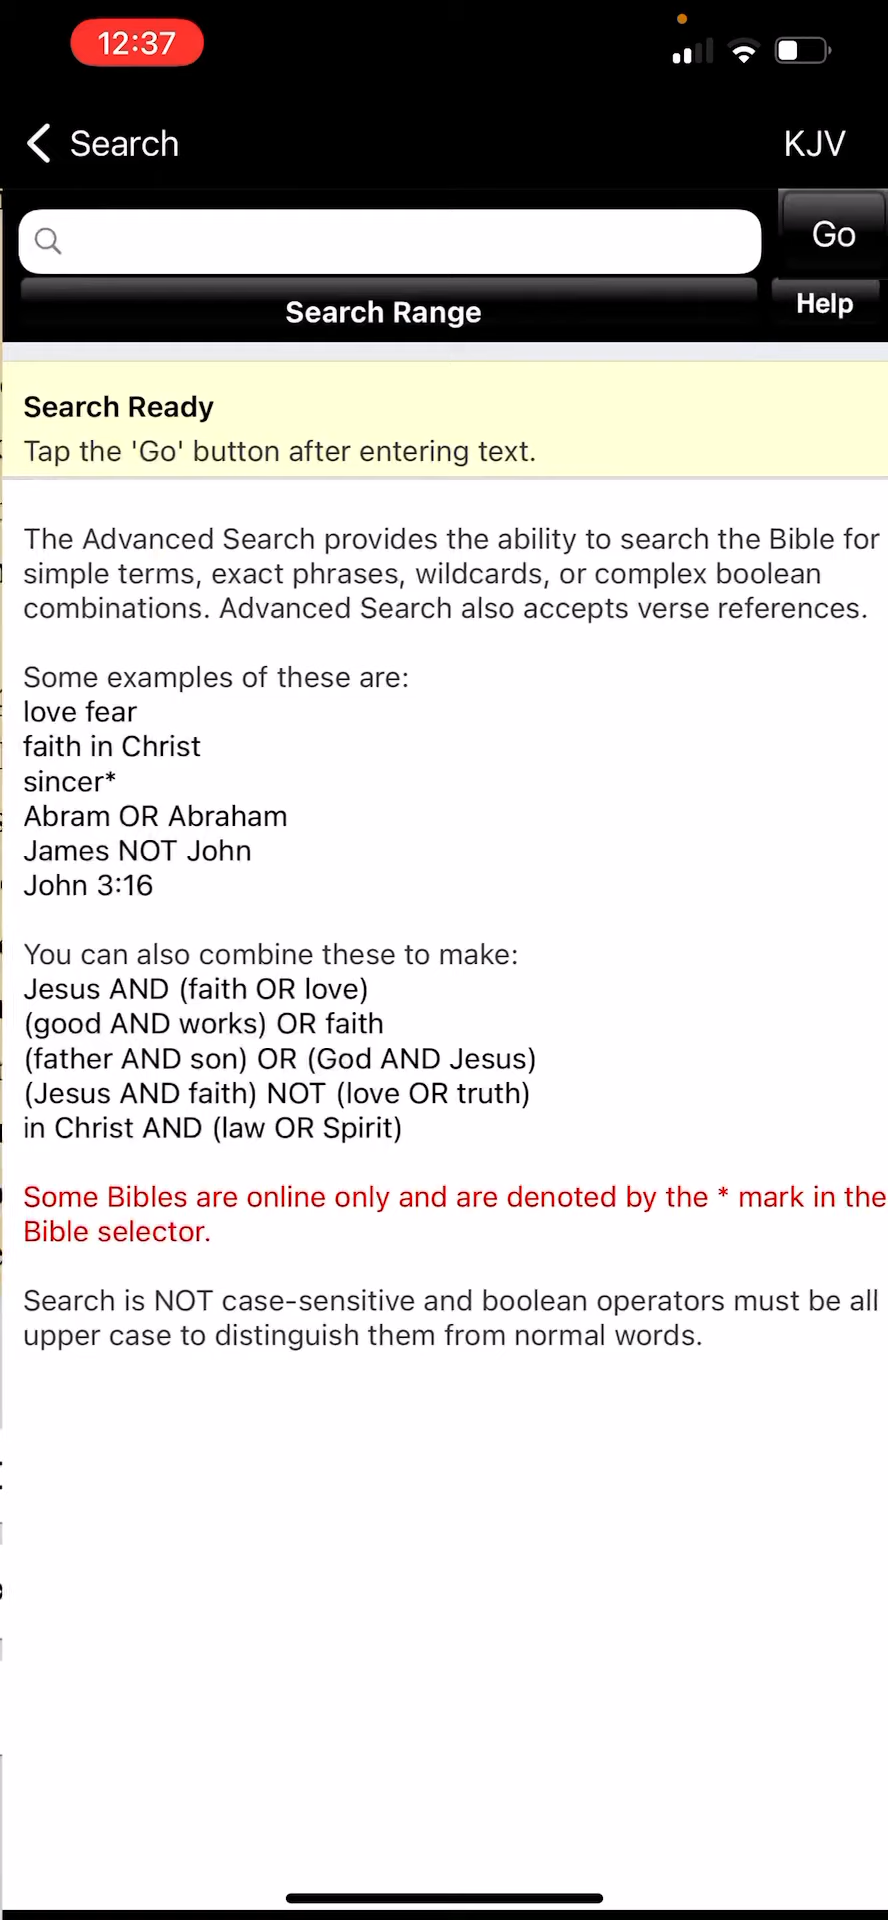 12:37
Search
KJV
Go
Search Range
Help
Search Ready
Tap the 'Go' button after entering text.
The Advanced Search provides the ability to search the Bible for
simple terms, exact phrases, wildcards, or complex boolean
combinations. Advanced Search also accepts verse references.
Some examples of these are:
love fear
faith in Christ
sincer*
Abram OR Abraham
James NOT John
John 3:16
You can also combine these to make:
Jesus AND (faith OR love)
(good AND works) OR faith
(father AND son) OR (God AND Jesus)
(Jesus AND faith) NOT (love OR truth)
in Christ AND (law OR Spirit)
Some Bibles are online only and are denoted by the * mark in the
Bible selector.
Search is NOT case-sensitive and boolean operators must be all
upper case to distinguish them from normal words.